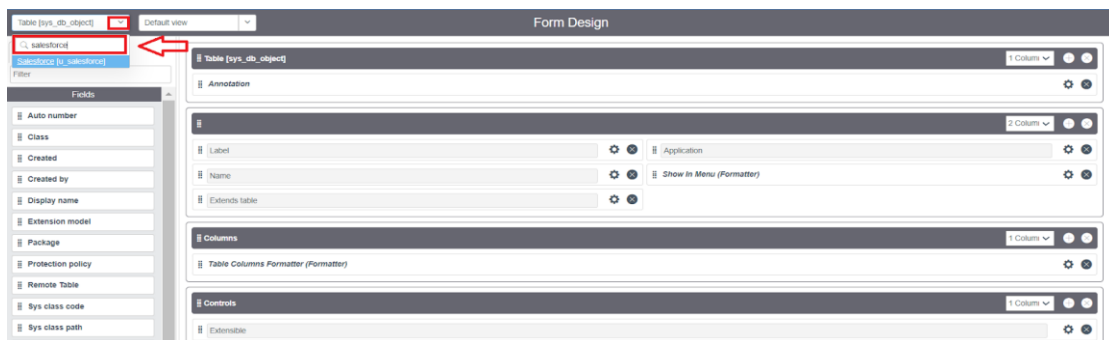 Table [sys_db_object]
Default view
Form Design
salesforce
Salesforce [u_salesforce]
Filter
Fields
Auto number
Class
Created
Created by
Display name
Extension model
Package
Protection policy
Remote Table
Sys class code
Sys class path
Table [sys_db_object]
1 Column
Annotation
2 Column
Label
Application
Name
Show In Menu (Formatter)
Extends table
Columns
1 Column
Table Columns Formatter (Formatter)
Controls
1 Column
Extensible